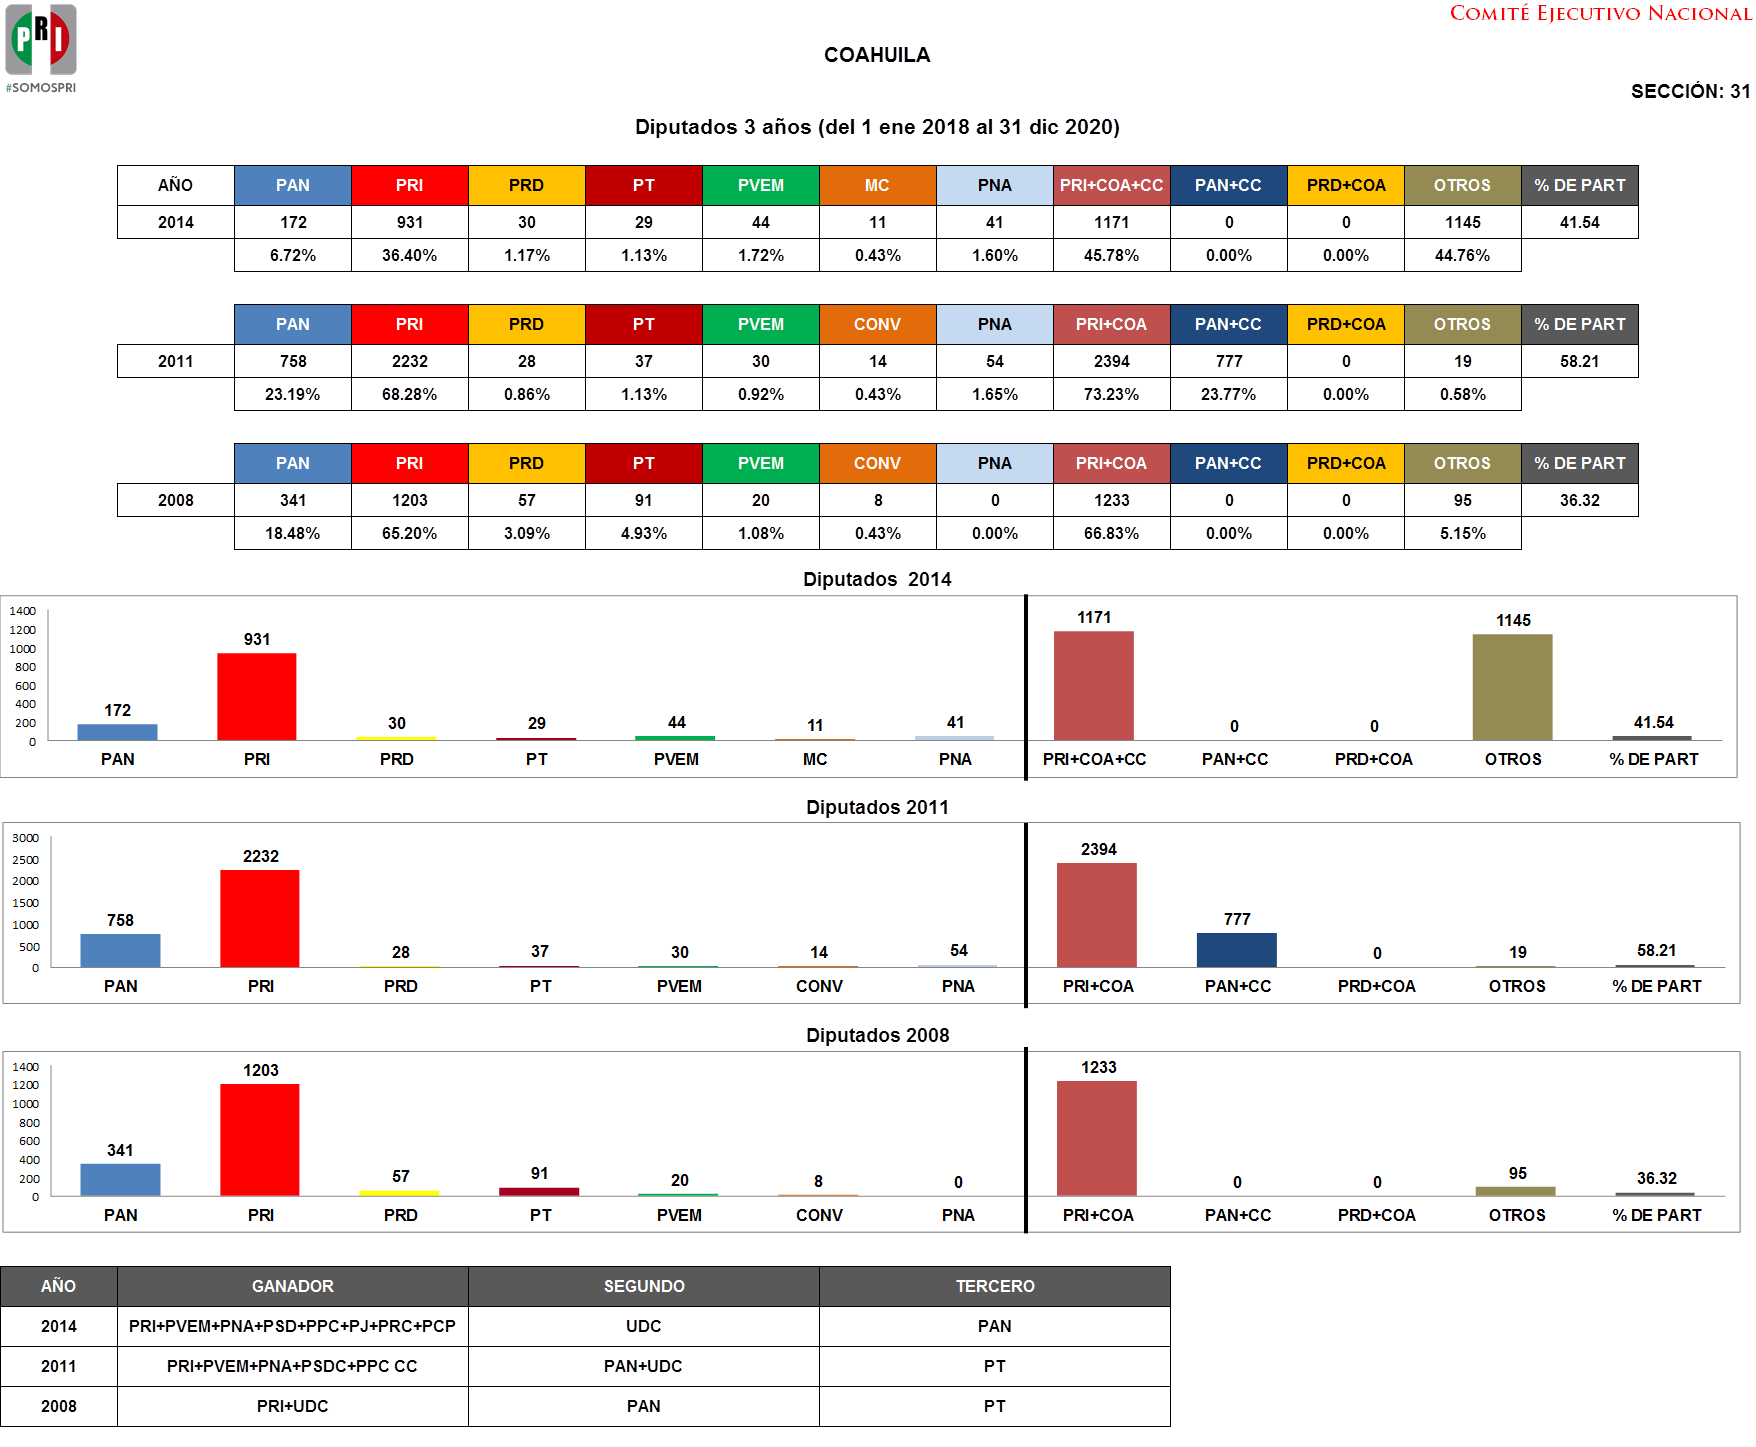 COMITÉ EJECUTIVO NACIONAL
PRI
#SOMOSPRI
COAHUILA
SECCIÓN: 31
Diputados 3 años (del 1 ene 2018 al 31 dic 2020)
AÑO PAN PRI PRD PT PVEM MC PNA PRI+COA+CC PAN+CC PRD+COA OTROS % DE PART
2014 172 931 30 29 44 11 41 1171 0 0 1145 41.54
6.72% 36.40% 1.17% 1.13% 1.72% 0.43% 1.60% 45.78% 0.00% 0.00% 44.76%
PAN PRI PRD PT PVEM CONV PNA PRI+COA PAN+CC PRD+COA OTROS % DE PART
2011 758 2232 28 37 30 14 54 2394 777 0 19 58.21
23.19% 68.28% 0.86% 1.13% 0.92% 0.43% 1.65% 73.23% 23.77% 0.00% 0.58%
PAN PRI PRD PT PVEM CONV PNA PRI+COA PAN+CC PRD+COA OTROS % DE PART
2008 341 1203 57 91 20 8 0 1233 0 0 95 36.32
18.48% 65.20% 3.09% 4.93% 1.08% 0.43% 0.00% 66.83% 0.00% 0.00% 5.15%
Diputados 2014
1400
1200
1000
800
600
400
200
0
172 931 30 29 44 11 41 1171 0 0 1145 41.54
PAN PRI PRD PT PVEM MC PNA PRI+COA+CC PAN+CC PRD+COA OTROS % DE PART
Diputados 2011
3000
2500
2000
1500
1000
500
0
758 2232 28 37 30 14 54 2394 777 0 19 58.21
PAN PRI PRD PT PVEM CONV PNA PRI+COA PAN+CC PRD+COA OTROS % DE PART
Diputados 2008
1400
1200
1000
800
600
400
200
0
341 1203 57 91 20 8 0 1233 0 0 95 36.32
PAN PRI PRD PT PVEM CONV PNA PRI+COA PAN+CC PRD+COA OTROS % DE PART
AÑO GANADOR SEGUNDO TERCERO
2014 PRI+PVEM+PNA+PSD+PPC+PJ+PRC+PCP UDC PAN
2011 PRI+PVEM+PNA+PSDC+PPC CC PAN+UDC PT
2008 PRI+UDC PAN PT